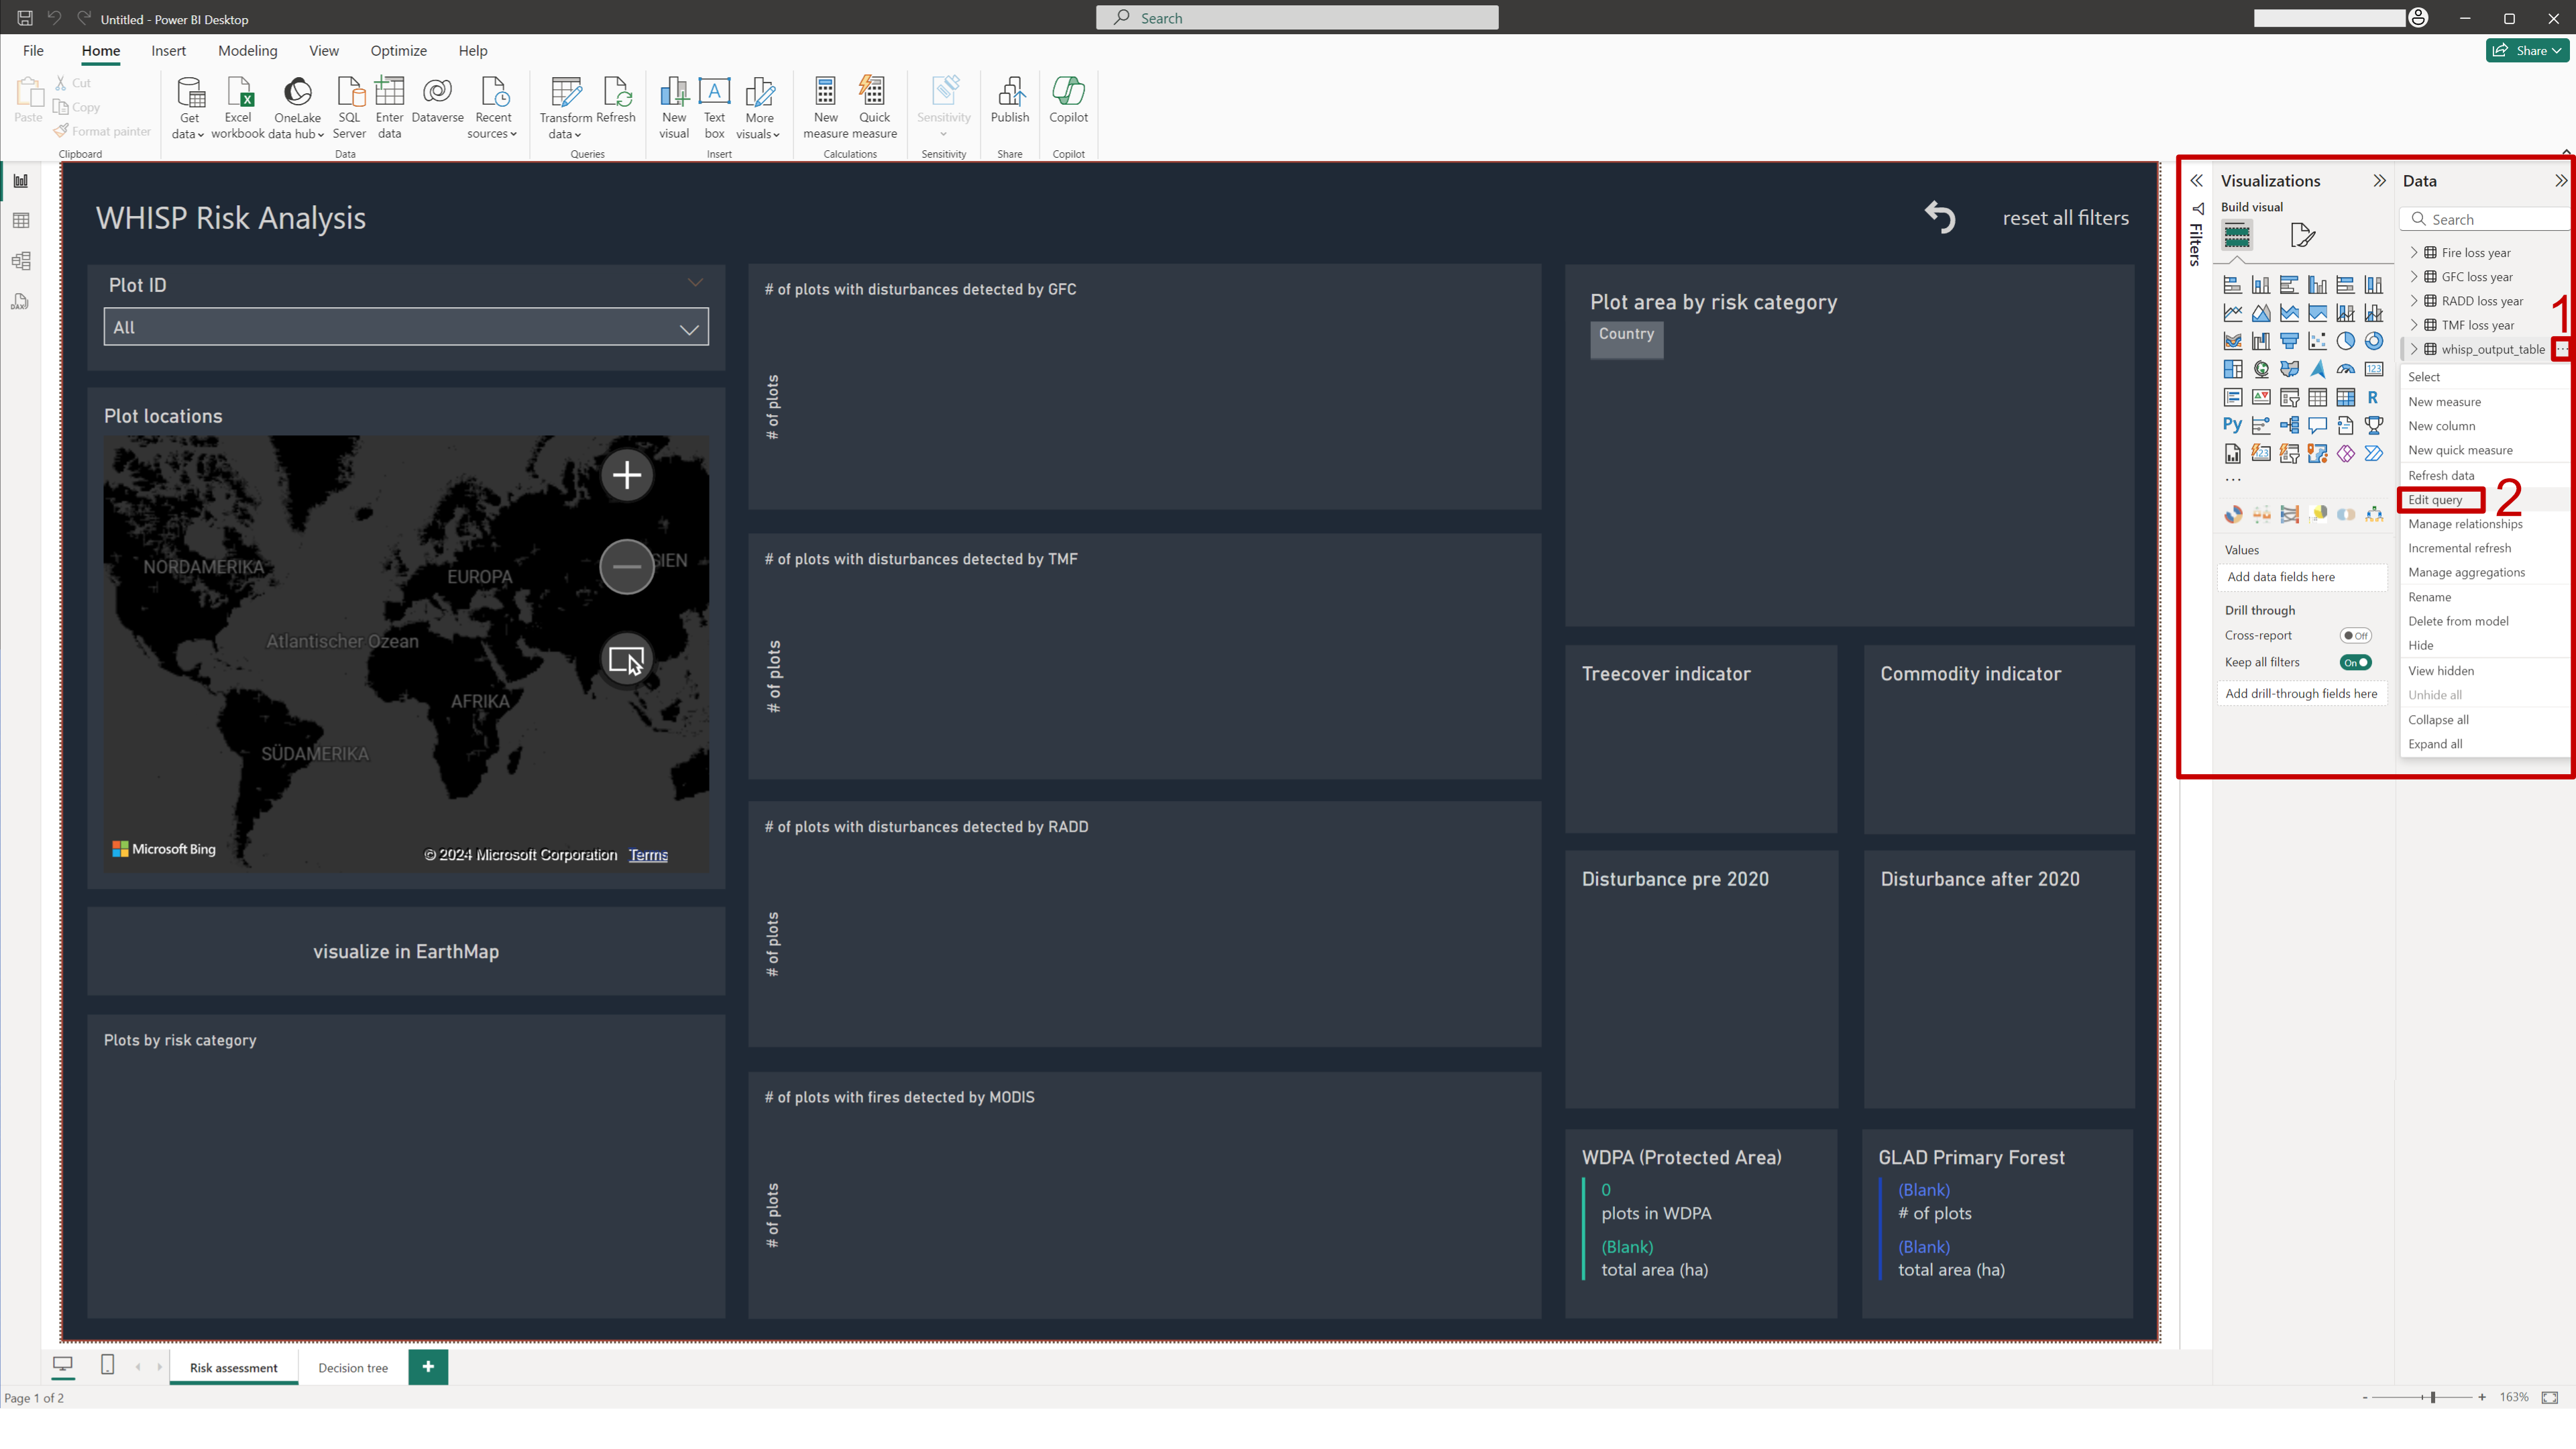 Untitled - Power BI Desktop
Search
File
Home
Insert
Modeling
View
Optimize
Help
Share
Paste
Cut
Copy
Format painter
Clipboard
Get data
Excel workbook
OneLake data hub
SQL Server
Enter data
Dataverse
Recent sources
Data
Transform data
Refresh
Queries
New visual
Text box
More visuals
Insert
New measure
Quick measure
Calculations
Sensitivity
Sensitivity
Publish
Share
Copilot
Copilot
WHISP Risk Analysis
reset all filters
Plot ID
All
Plot locations
NORDAMERIKA
EUROPA
SIEN
Atlantischer Ozean
AFRIKA
SÜDAMERIKA
Microsoft Bing
© 2024 Microsoft Corporation Terms
visualize in EarthMap
Plots by risk category
# of plots with disturbances detected by GFC
# of plots
# of plots with disturbances detected by TMF
# of plots
# of plots with disturbances detected by RADD
# of plots
# of plots with fires detected by MODIS
# of plots
Plot area by risk category
Country
Treecover indicator
Commodity indicator
Disturbance pre 2020
Disturbance after 2020
WDPA (Protected Area)
0
plots in WDPA
(Blank)
total area (ha)
GLAD Primary Forest
(Blank)
# of plots
(Blank)
total area (ha)
Filters
Visualizations
Build visual
123
R
Py
123
...
Values
Add data fields here
Drill through
Cross-report
Off
Keep all filters
On
Add drill-through fields here
Data
Search
Fire loss year
GFC loss year
RADD loss year
TMF loss year
1
whisp_output_table
...
Select
New measure
New column
New quick measure
Refresh data
Edit query
2
Manage relationships
Incremental refresh
Manage aggregations
Rename
Delete from model
Hide
View hidden
Unhide all
Collapse all
Expand all
DAX
Risk assessment
Decision tree
+
Page 1 of 2
- + 163%